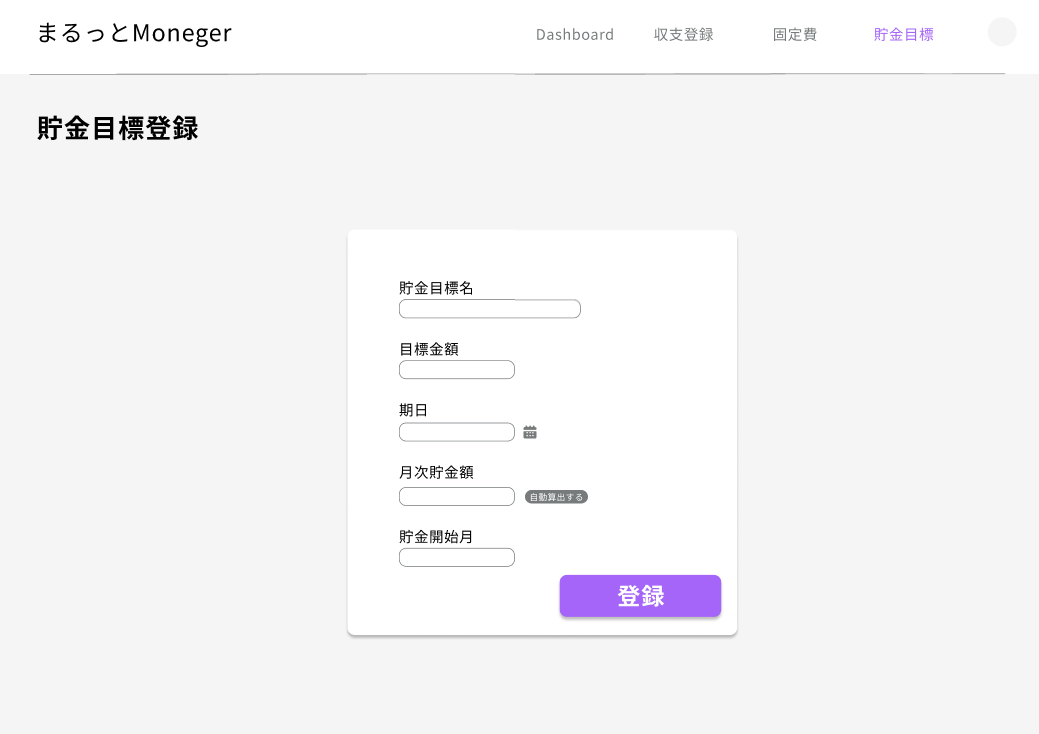 まるっとMoneger
Dashboard 収支登録 固定費 貯金目標
貯金目標登録
貯金目標名
目標金額
期日
月次貯金額
自動算出する
貯金開始月
登録